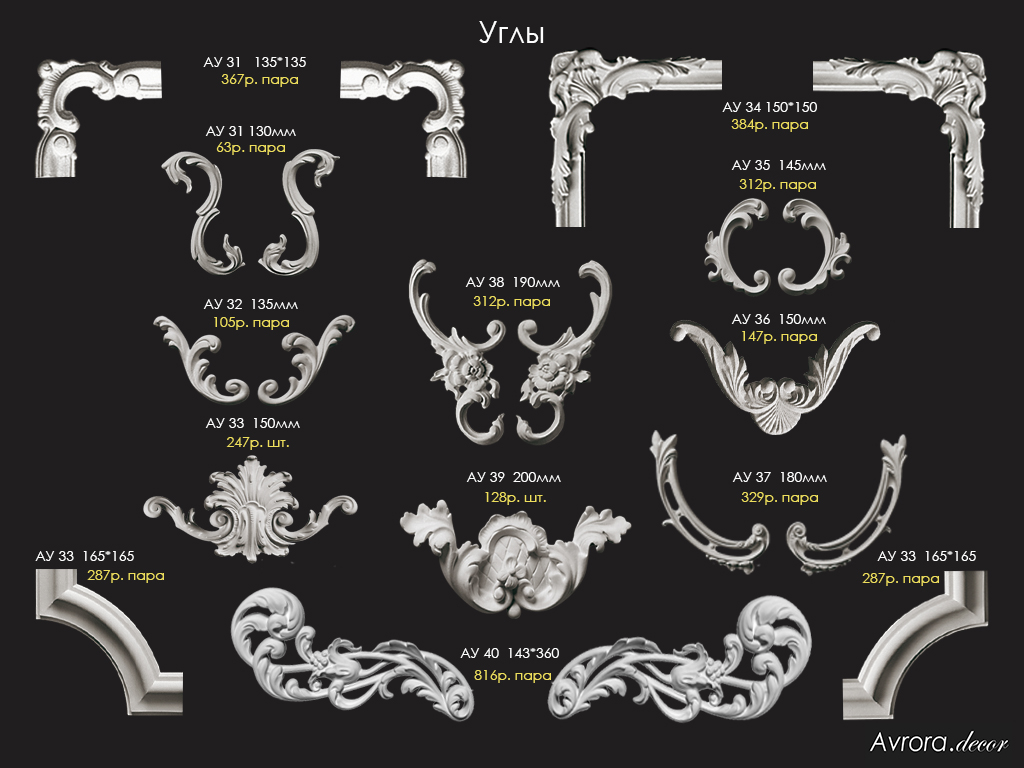 Углы
АУ 31 135*135
367р. пара
АУ 34 150*150
384р. пара
АУ 31 130мм
63р. пара
АУ 35 145мм
312р. пара
АУ 38 190мм
312р. пара
АУ 32 135мм
105р. пара
АУ 36 150мм
147р. пара
АУ 33 150мм
247р. шт.
АУ 39 200мм
128р. шт.
АУ 37 180мм
329р. пара
АУ 33 165*165
287р. пара
АУ 33 165*165
287р. пара
АУ 40 143*360
816р. пара
Avrora.decor